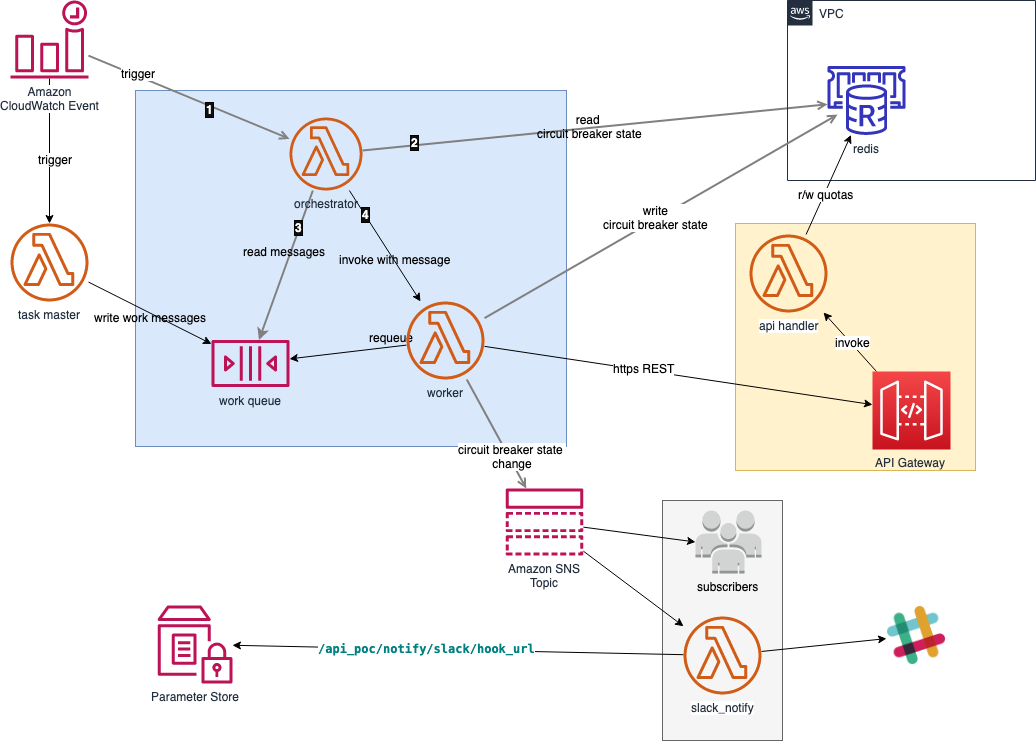 aws
VPC
Amazon
CloudWatch Event
trigger
1
2
read
circuit breaker state
R
redis
trigger
orchestrator
4
3
r/w quotas
write
circuit breaker state
read messages
invoke with message
task master
write work messages
api handler
requeue
invoke
https REST
work queue
worker
</>
API Gateway
circuit breaker state
change
Amazon SNS
Topic
subscribers
/api_poc/notify/slack/hook_url
Parameter Store
slack_notify